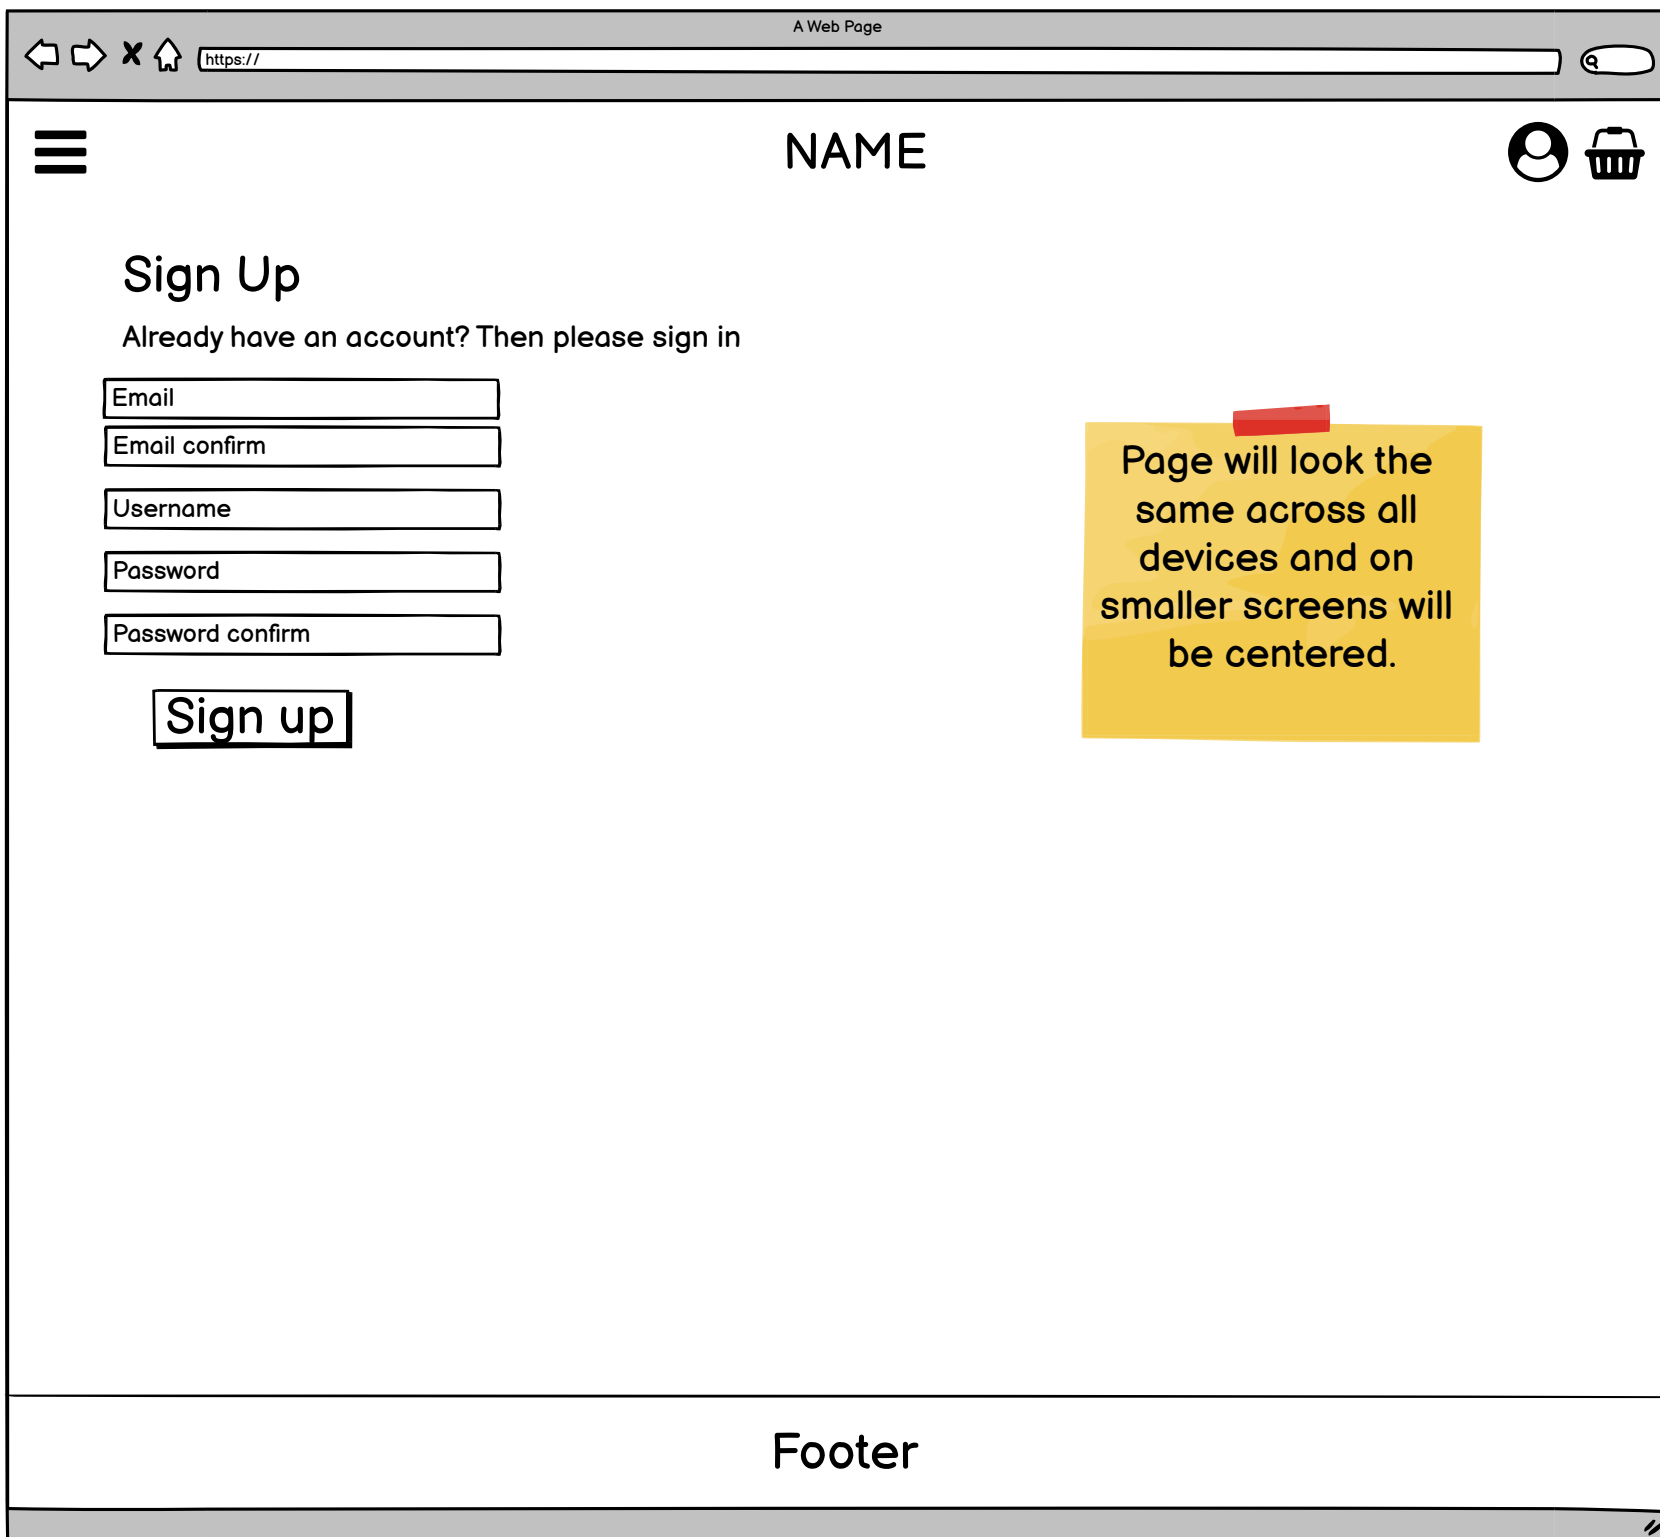 A Web Page
https://
NAME
Sign Up
Already have an account? Then please sign in
Email
Email confirm
Username
Password
Password confirm
Sign up
Page will look the
same across all
devices and on
smaller screens will
be centered.
Footer